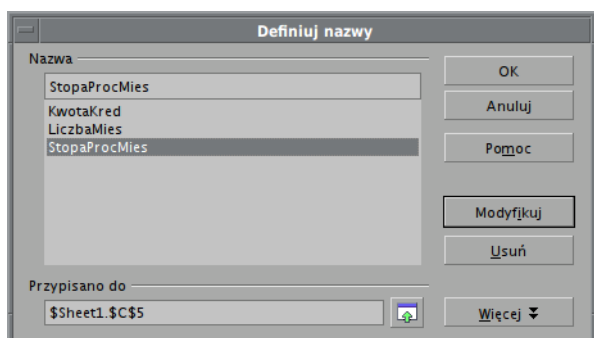 Definiuj nazwy
Nazwa
StopaProcMies
KwotaKred
LiczbaMies
StopaProcMies
Przypisano do
$Sheet1.$C$5
OK
Anuluj
Pomoc
Modyfikuj
Usuń
Więcej